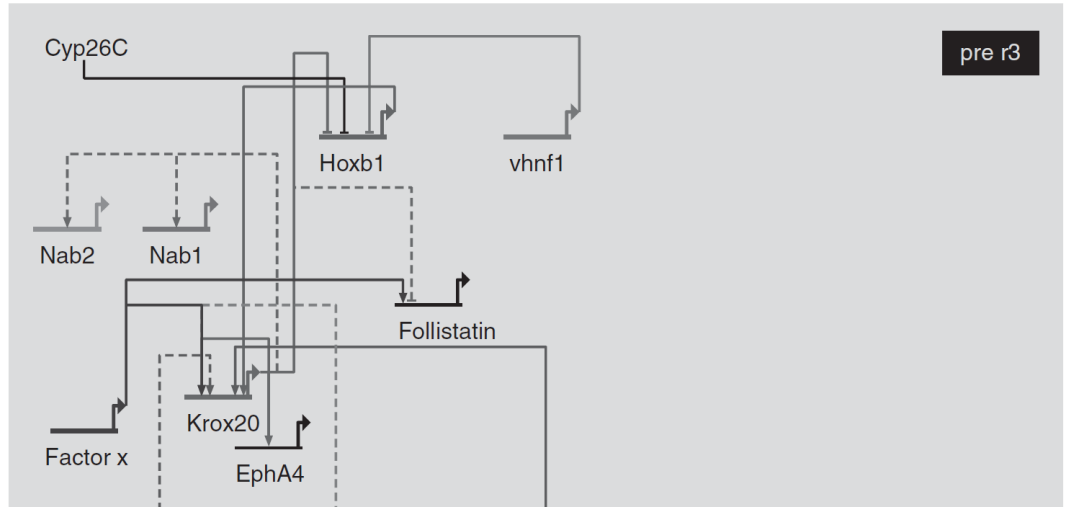 Cyp26C
pre r3
Hoxb1
vhnf1
Nab2
Nab1
Follistatin
Krox20
Factor x
EphA4